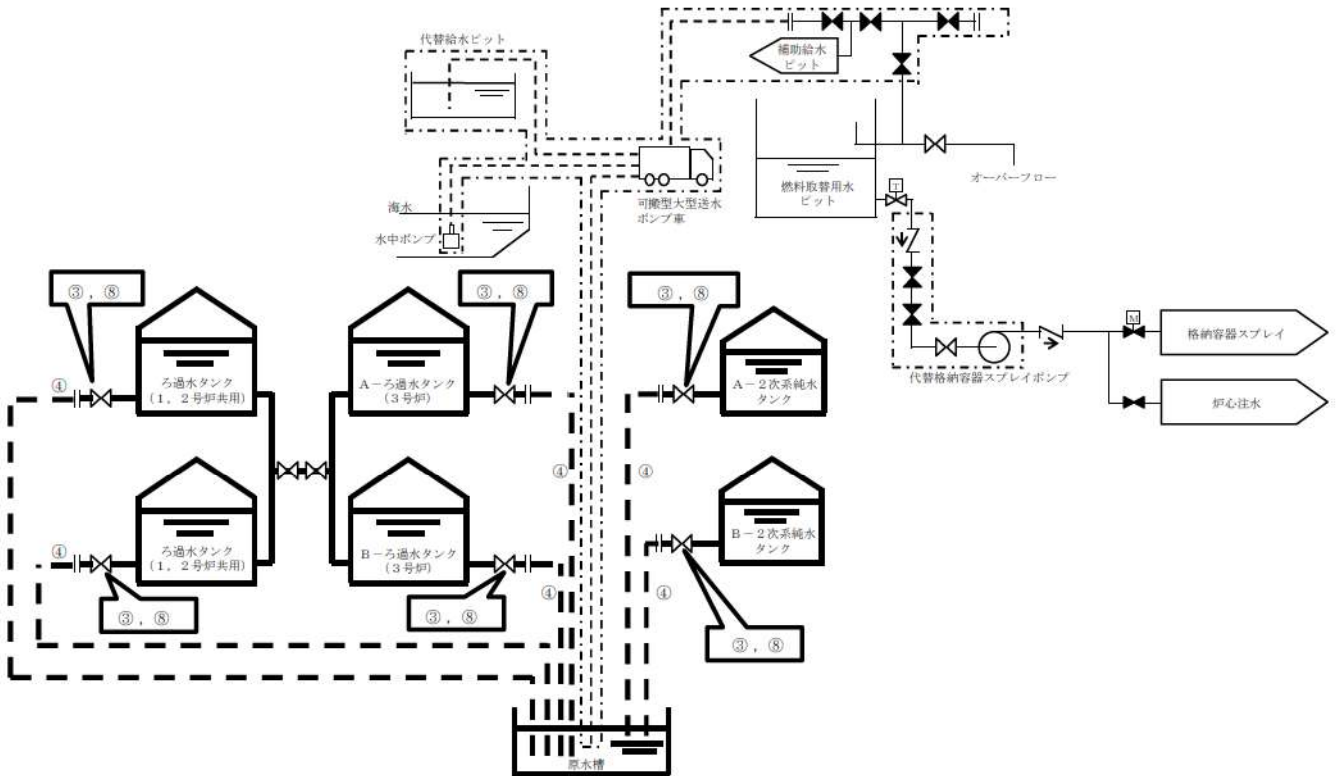 代替給水ピット
補助給水
ピット
燃料取替用水
ピット
オーバーフロー
T
可搬型大型送水
ポンプ車
海水
水中ポンプ
③，⑧
③，⑧
③，⑧
M
格納容器スプレイ
代替格納容器スプレイポンプ
炉心注水
④
ろ過水タンク
（1，2号炉共用）
A－ろ過水タンク
（3号炉）
A－2次系純水
タンク
④
④
④
ろ過水タンク
（1，2号炉共用）
B－ろ過水タンク
（3号炉）
B－2次系純水
タンク
④
④
③，⑧
③，⑧
③，⑧
原水槽